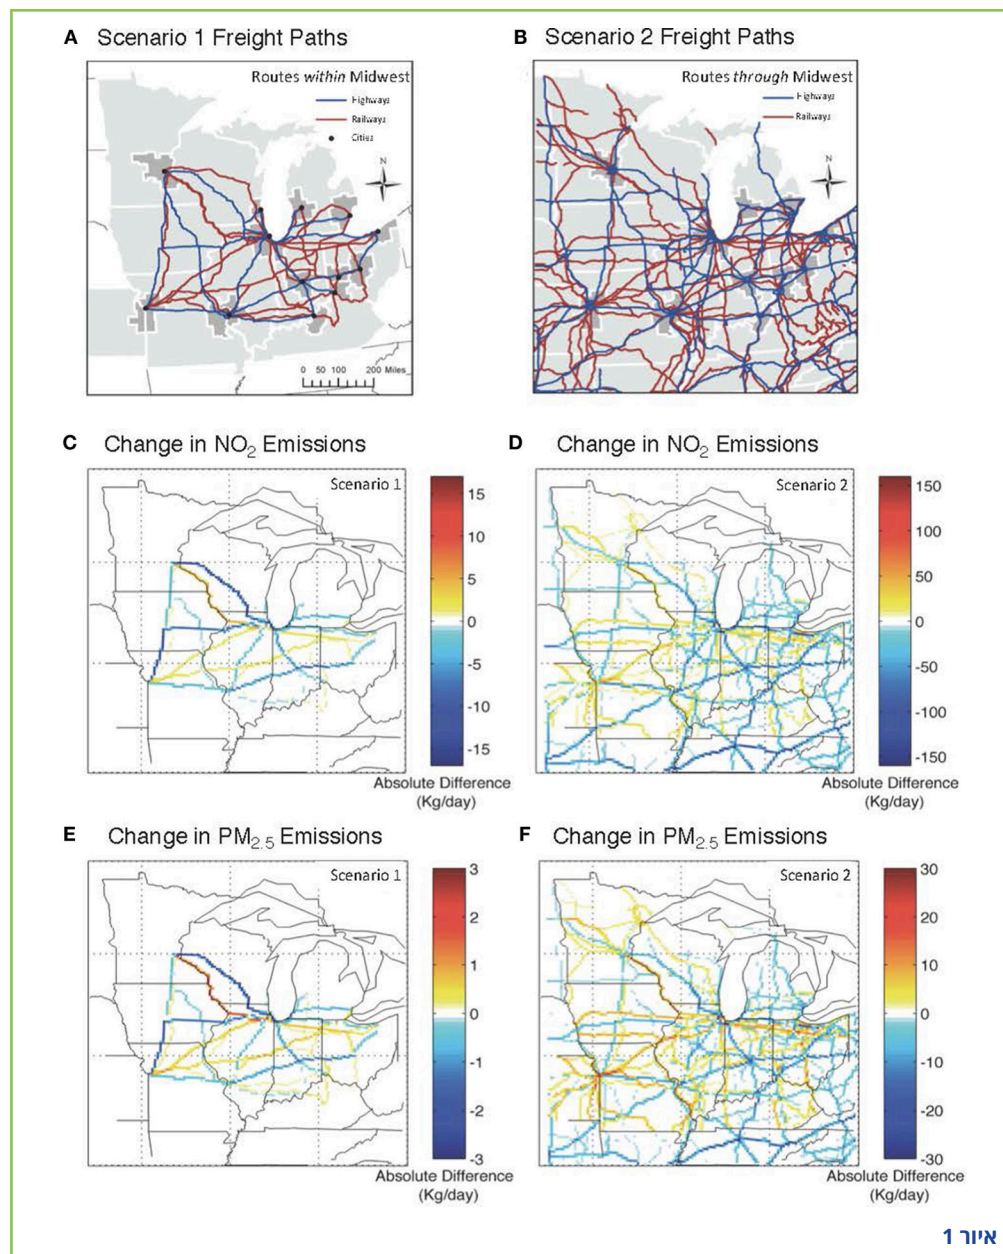 A Scenario 1 Freight Paths
Routes within Midwest
Highways
Railways
Cities
N
0 50 100 200 Miles
B Scenario 2 Freight Paths
Routes through Midwest
Highways
Railways
N
C Change in NO2 Emissions
Scenario 1
15
10
5
0
-5
-10
-15
Absolute Difference
(Kg/day)
D Change in NO2 Emissions
Scenario 2
150
100
50
0
-50
-100
-150
Absolute Difference
(Kg/day)
E Change in PM2.5 Emissions
Scenario 1
3
2
1
0
-1
-2
-3
Absolute Difference
(Kg/day)
F Change in PM2.5 Emissions
Scenario 2
30
20
10
0
-10
-20
-30
Absolute Difference
(Kg/day)
איור 1